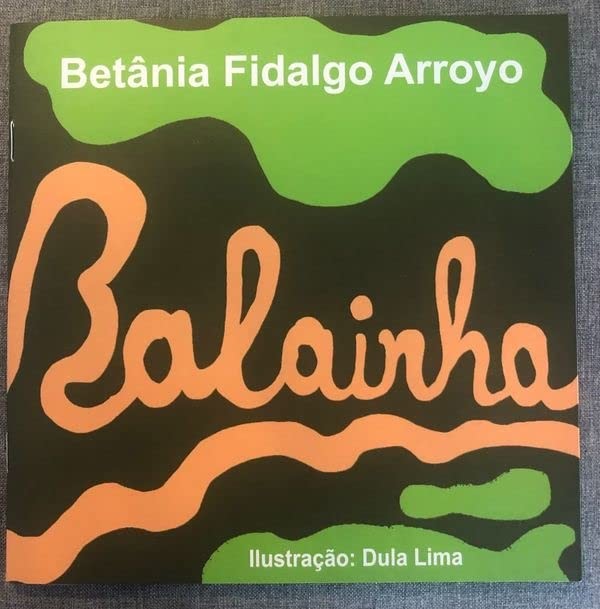 Betânia Fidalgo Arroyo
Balainha
Ilustração: Dula Lima